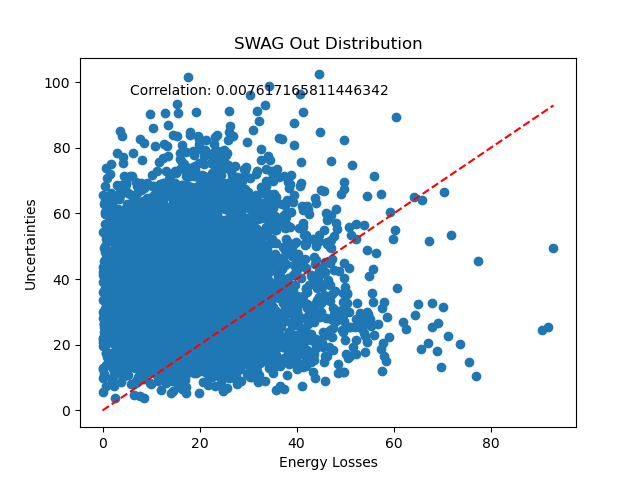 SWAG Out Distribution
Correlation: 0.007617165811446342
100
80
60
40
20
0
Uncertainties
0 20 40 60 80
Energy Losses